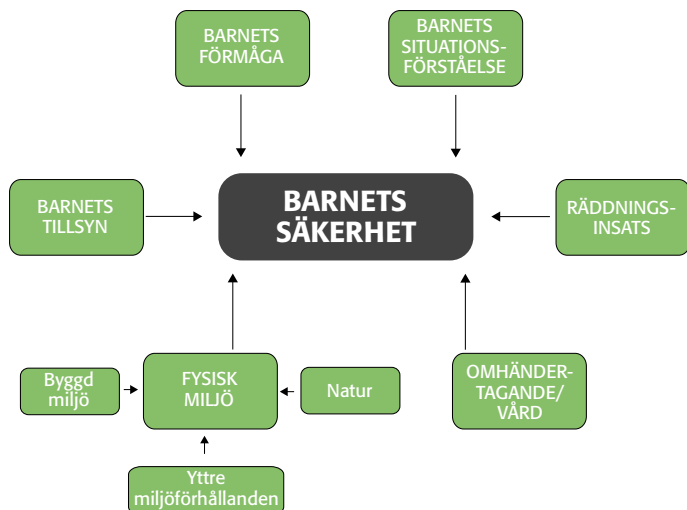 BARNETS
FÖRMÅGA
BARNETS
SITUATIONS-
FÖRSTÅELSE
BARNETS
TILLSYN
BARNETS
SÄKERHET
RÄDDNINGS-
INSATS
Byggd
miljö
FYSISK
MILJÖ
Natur
OMHÄNDER-
TAGANDE/
VÅRD
Yttre
miljöförhållanden